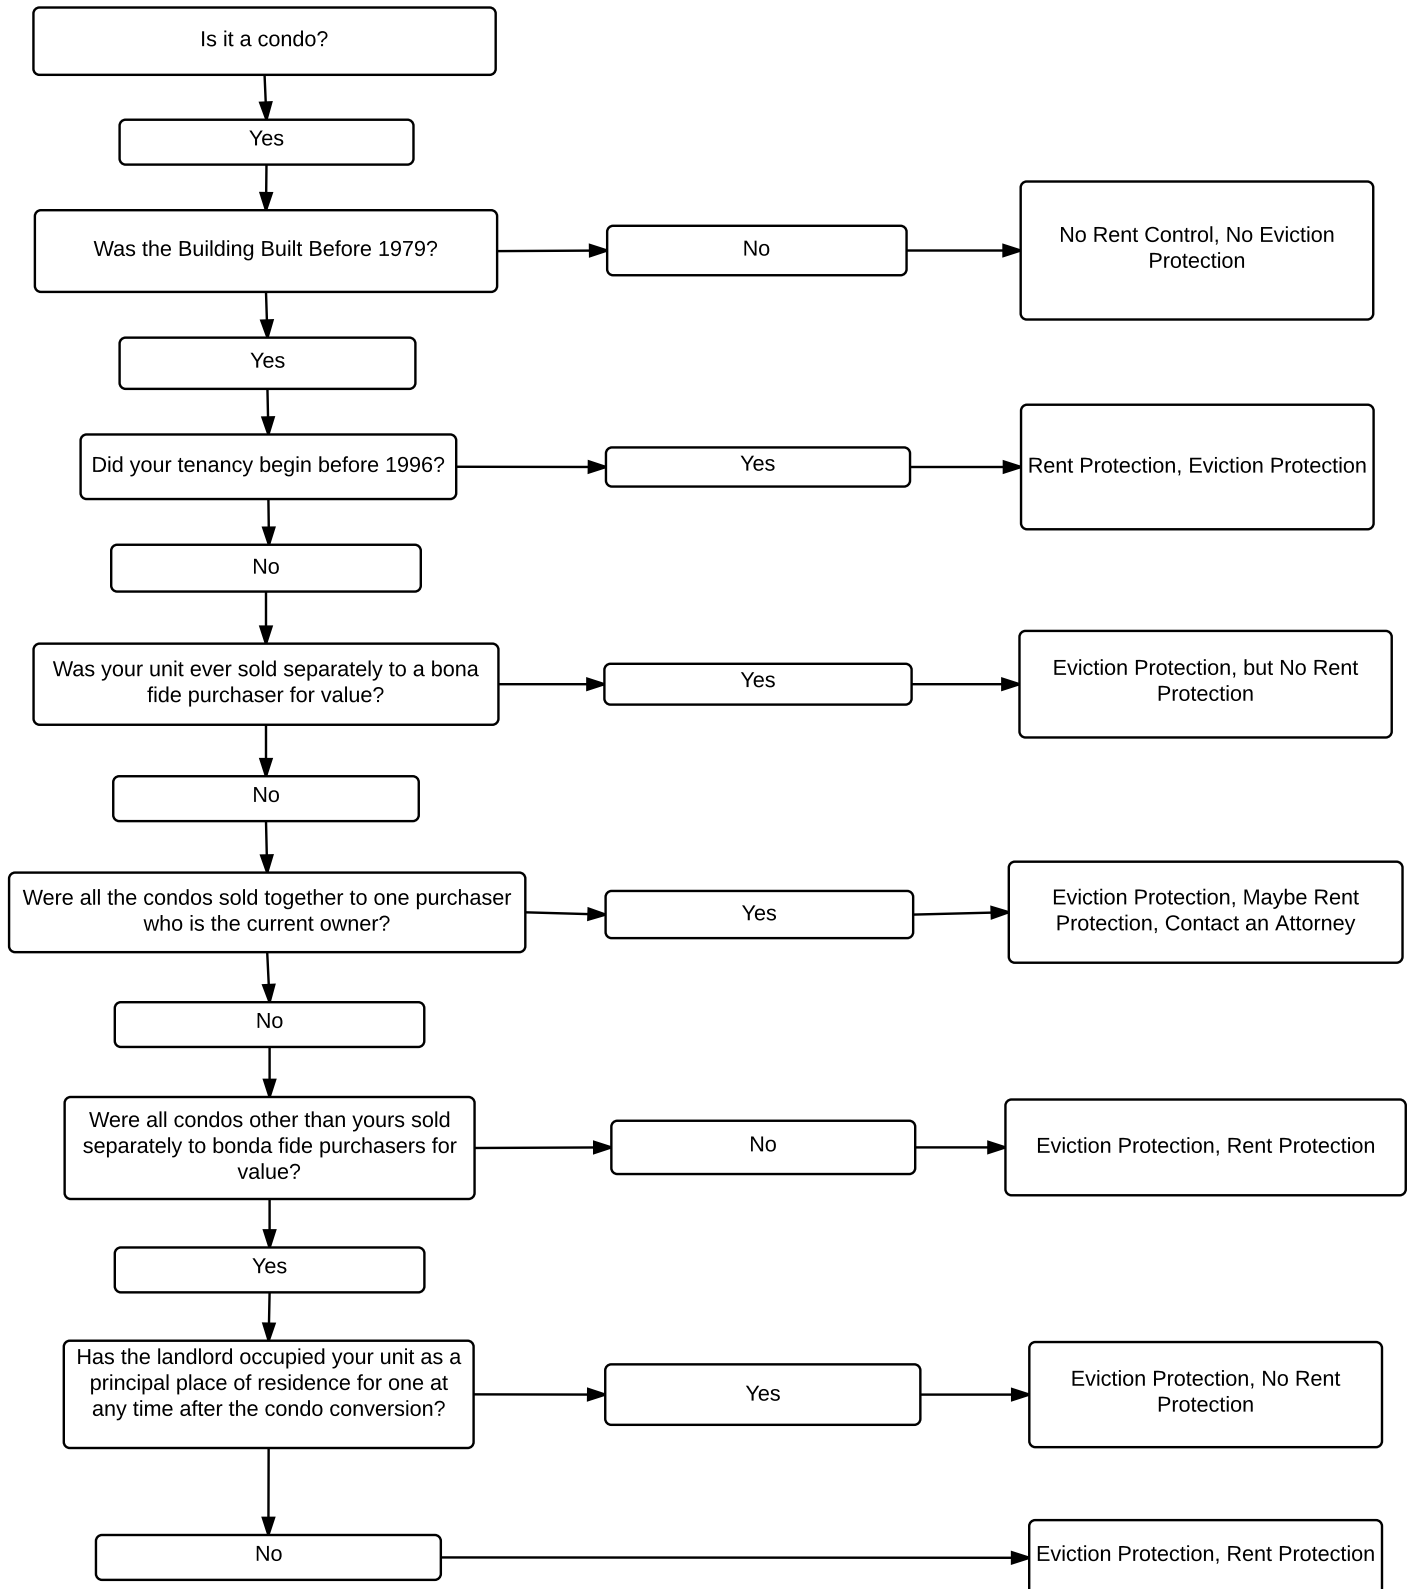 Is it a condo?
Yes
Was the Building Built Before 1979?
No
No Rent Control, No Eviction
Protection
Yes
Did your tenancy begin before 1996?
Yes
Rent Protection, Eviction Protection
No
Was your unit ever sold separately to a bona
fide purchaser for value?
Yes
Eviction Protection, but No Rent
Protection
No
Were all the condos sold together to one purchaser
who is the current owner?
Yes
Eviction Protection, Maybe Rent
Protection, Contact an Attorney
No
Were all condos other than yours sold
separately to bonda fide purchasers for
value?
No
Eviction Protection, Rent Protection
Yes
Has the landlord occupied your unit as a
principal place of residence for one at
any time after the condo conversion?
Yes
Eviction Protection, No Rent
Protection
No
Eviction Protection, Rent Protection